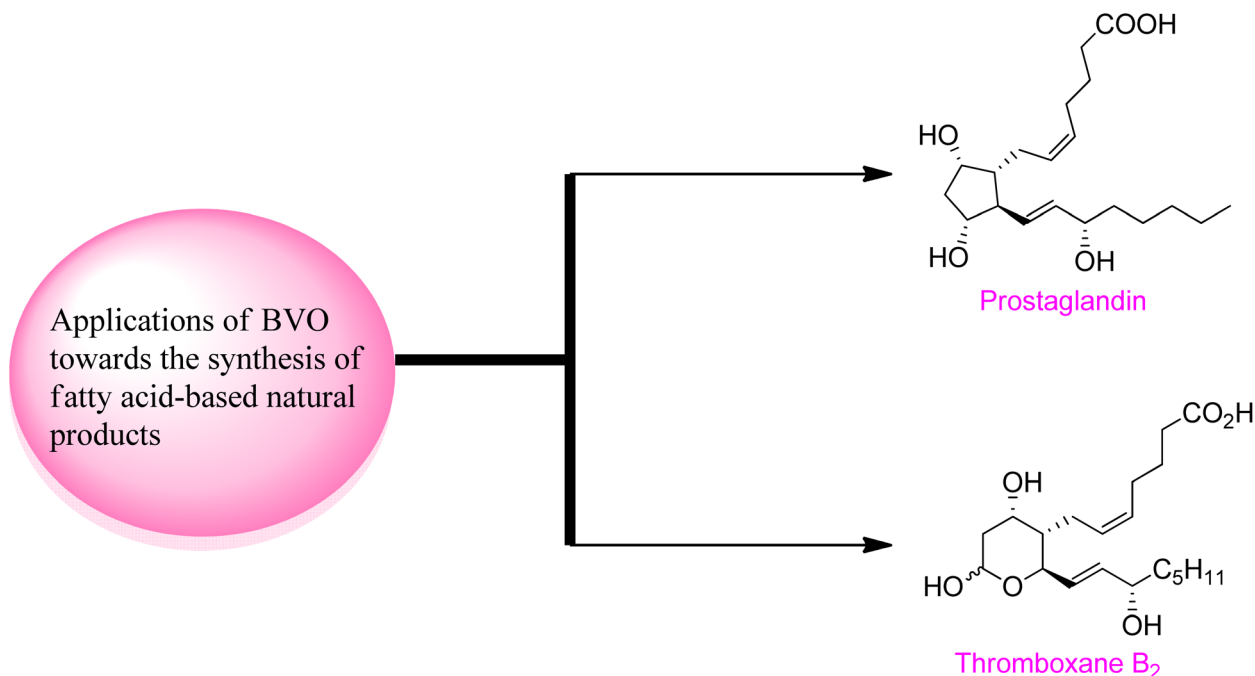 Applications of BVO
towards the synthesis of
fatty acid-based natural
products
COOH
HO
HO
OH
Prostaglandin
CO₂H
OH
HO
O
C₅H₁₁
OH
Thromboxane B₂